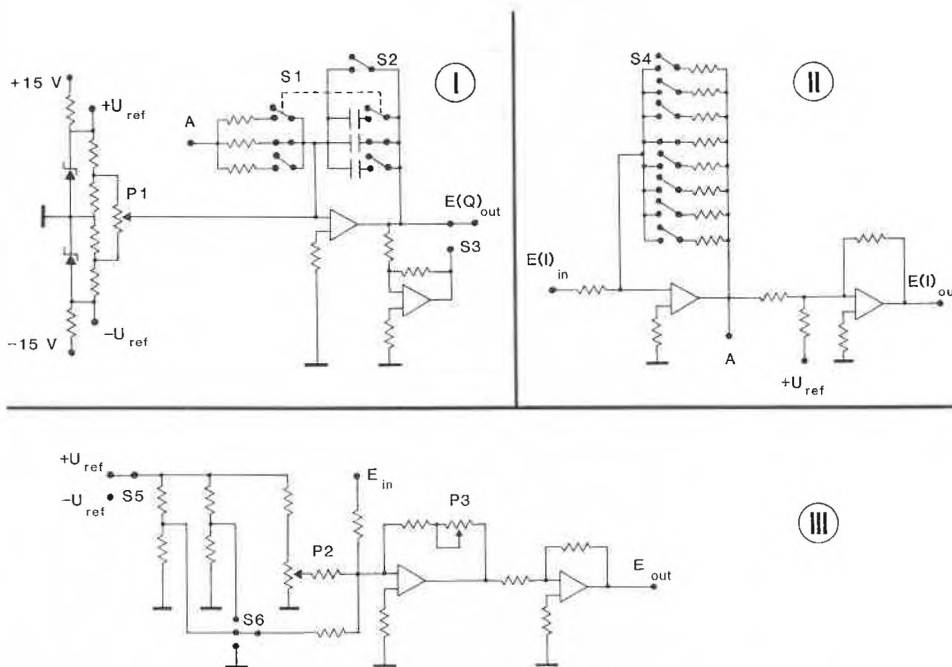 I
II
S1
S2
S4
+15 V
+U ref
A
P1
E(Q) out
S3
E(I) in
E(I) ou
−15 V
−U ref
A
+U ref
+U ref
−U ref
S5
E in
P3
III
P2
S6
E out